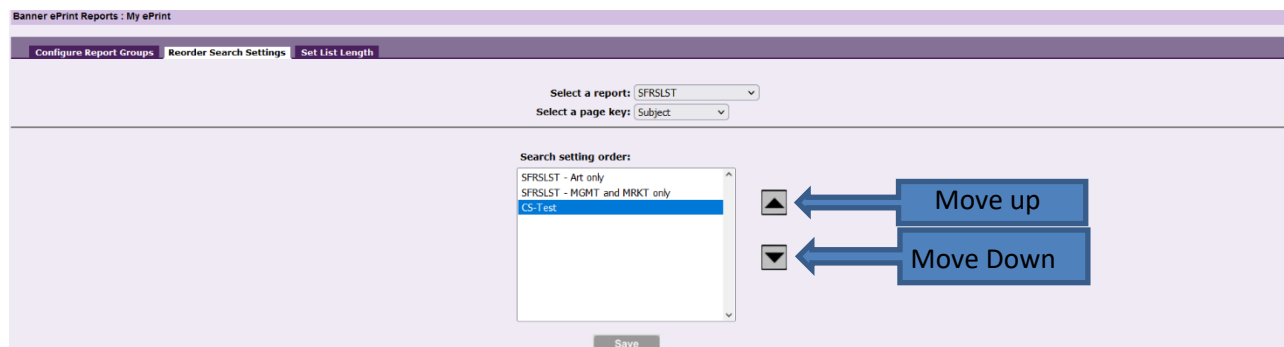 Banner ePrint Reports : My ePrint
Configure Report Groups Reorder Search Settings Set List Length
Select a report: SFRSLST
Select a page key: Subject
Search setting order:
SFRSLST - Art only
SFRSLST - MGMT and MRKT only
CS-Test
Move up
Move Down
Save